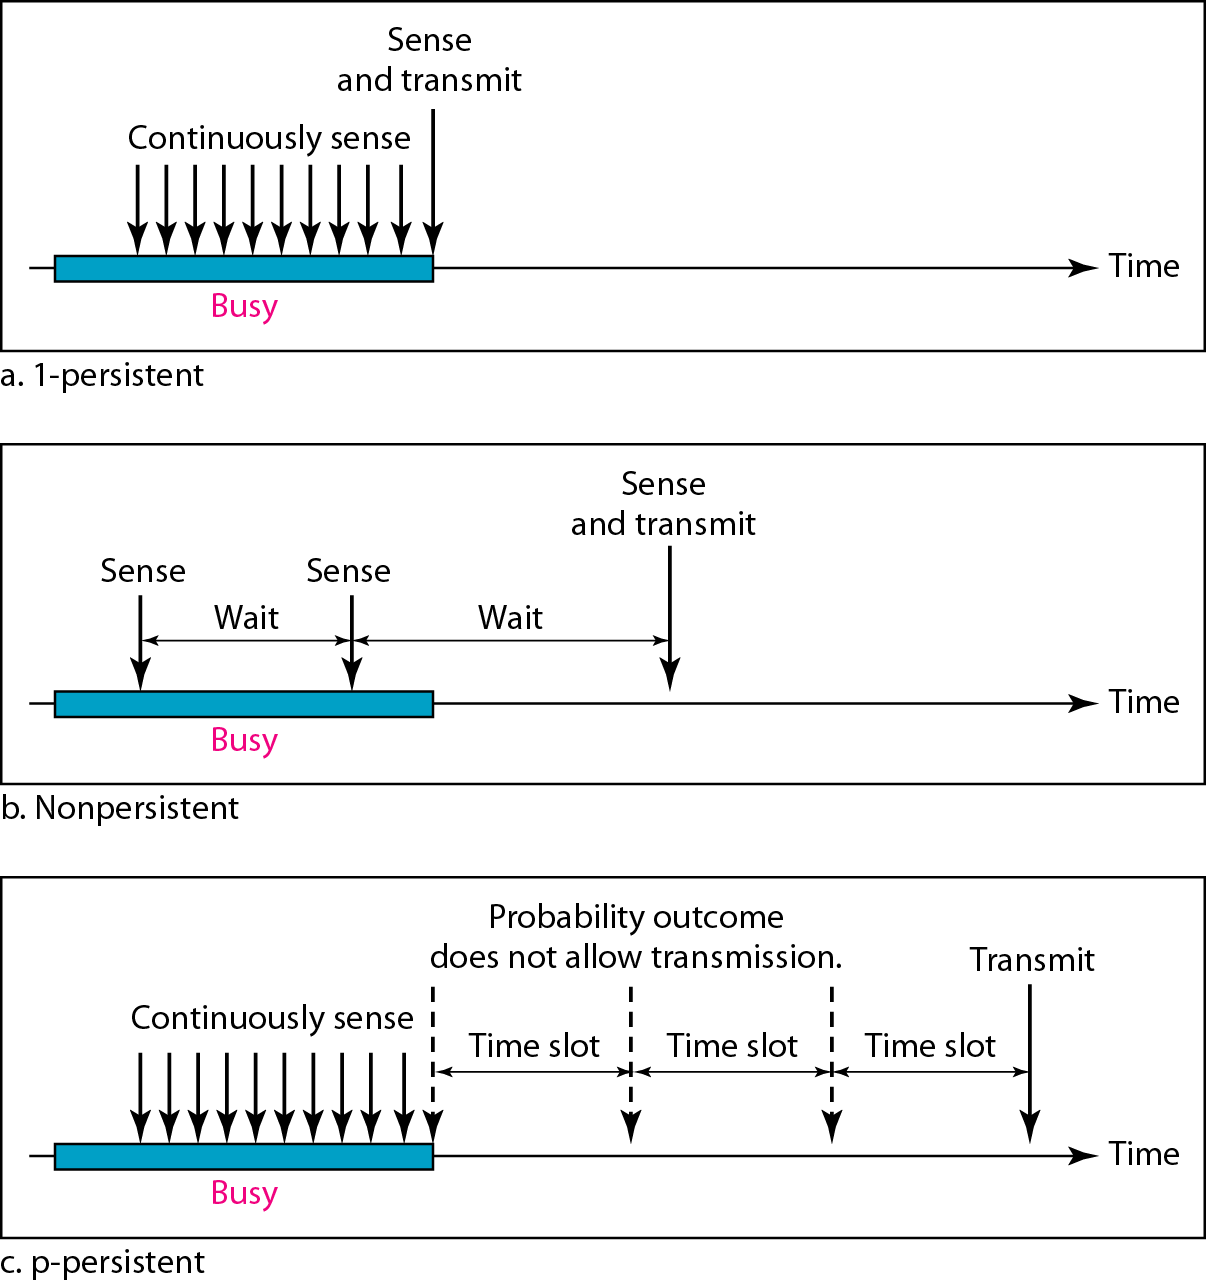 Sense
and transmit
Continuously sense
Time
Busy
a. 1-persistent
Sense
and transmit
Sense
Sense
Wait
Wait
Time
Busy
b. Nonpersistent
Probability outcome
does not allow transmission.
Transmit
Continuously sense
Time slot
Time slot
Time slot
Time
Busy
c. p-persistent